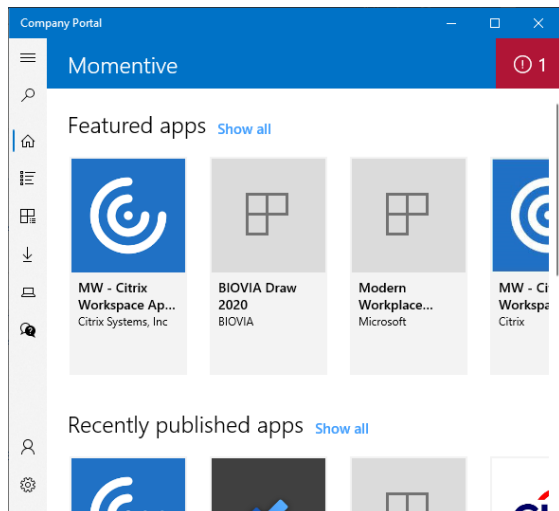 Company Portal
Momentive
1
Featured apps Show all
MW - Citrix
Workspace Ap...
Citrix Systems, Inc
BIOVIA Draw
2020
BIOVIA
Modern
Workplace...
Microsoft
MW - Ci
Workspa
Citrix
Recently published apps Show all